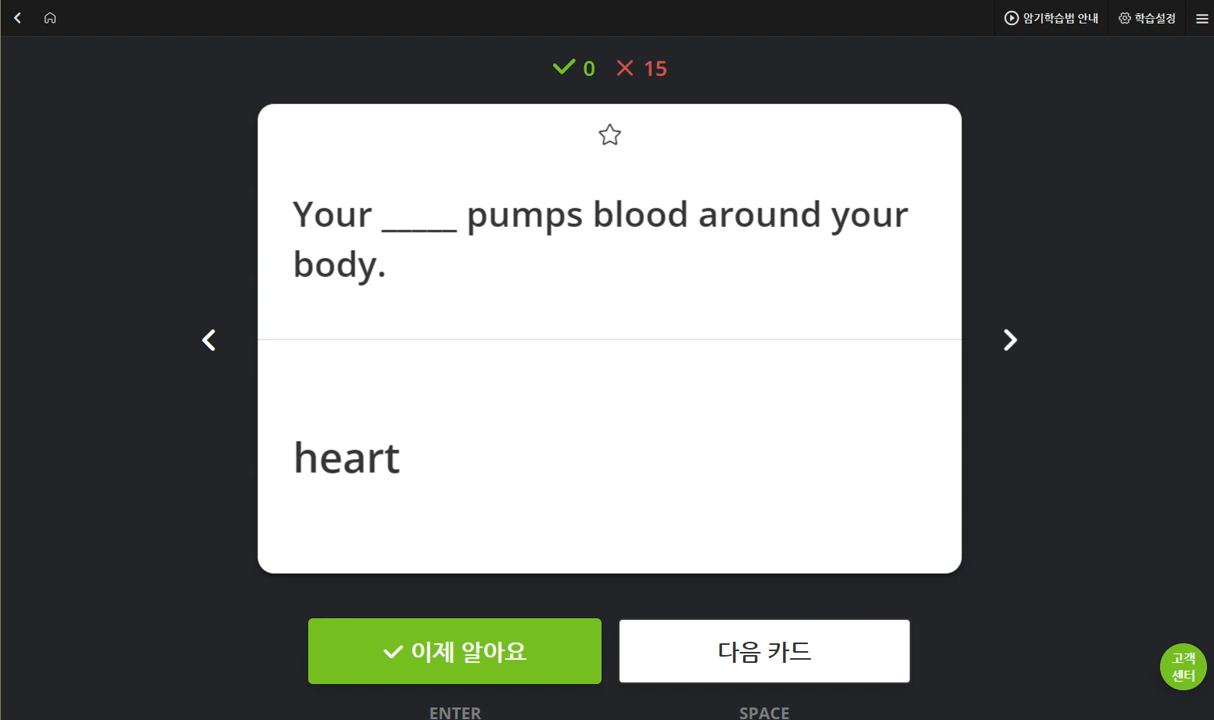 암기학습법 안내 학습설정
0 15
Your _____ pumps blood around your
body.
heart
이제 알아요 다음 카드
고객
센터
ENTER SPACE